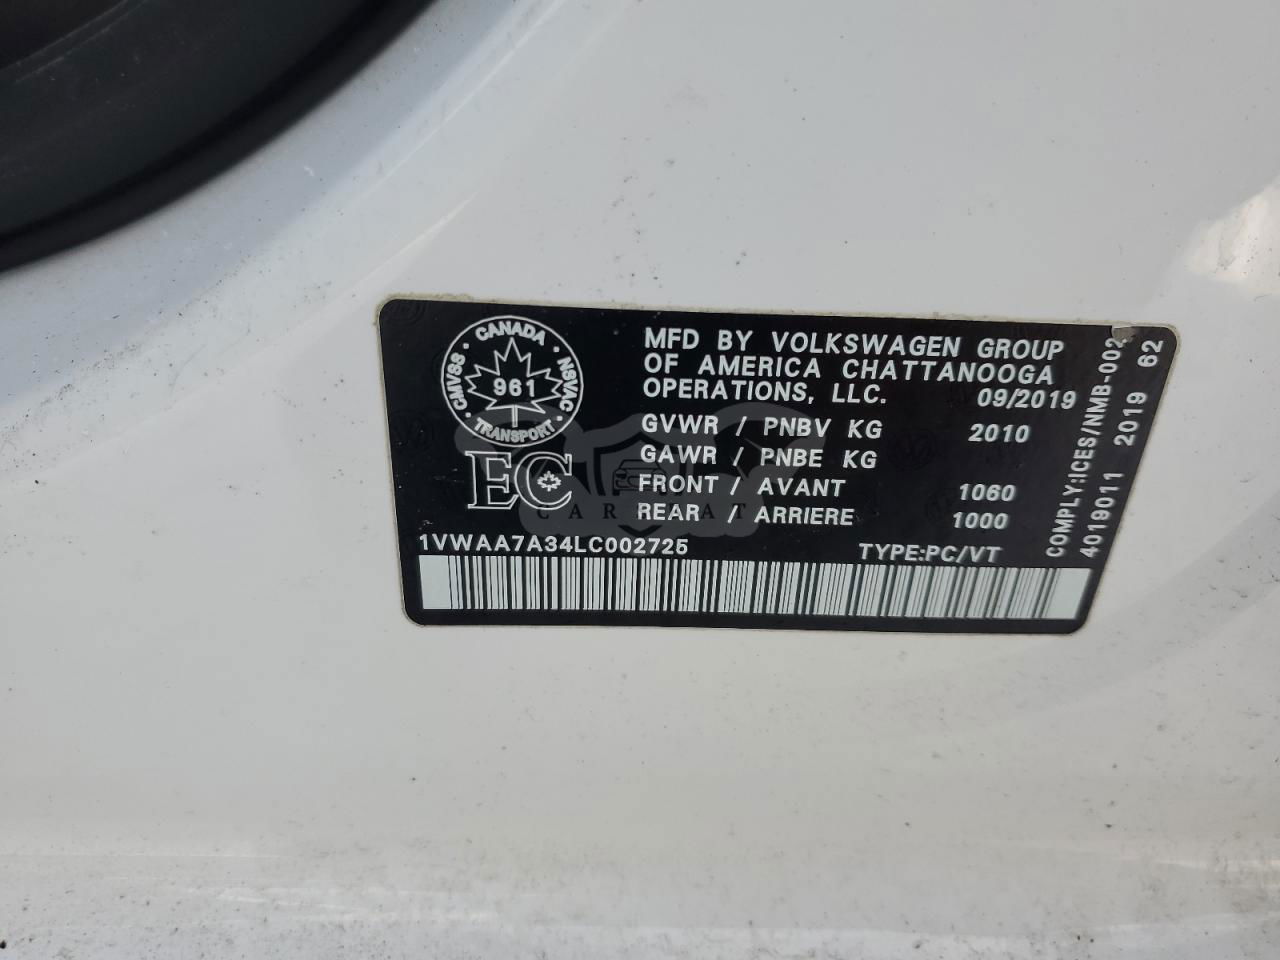 CANADA
CMVSS · NSVAC
961
TRANSPORT
EC
MFD BY VOLKSWAGEN GROUP
OF AMERICA CHATTANOOGA
OPERATIONS, LLC. 09/2019
GVWR / PNBV KG 2010
GAWR / PNBE KG
FRONT / AVANT 1060
REAR / ARRIERE 1000
1VWAA7A34LC002725 TYPE:PC/VT
COMPLY:ICES/NMB-002
4019011 2019 62